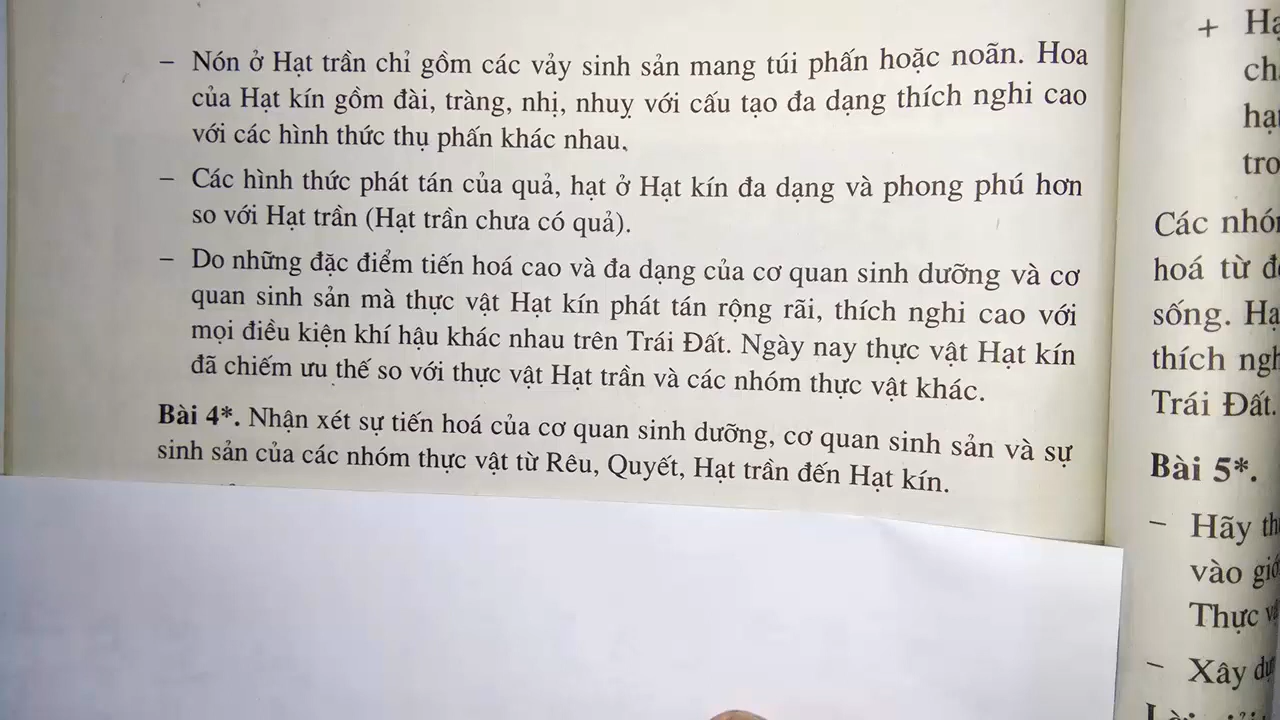 – Nón ở Hạt trần chỉ gồm các vảy sinh sản mang túi phấn hoặc noãn. Hoa
của Hạt kín gồm đài, tràng, nhị, nhuỵ với cấu tạo đa dạng thích nghi cao
với các hình thức thụ phấn khác nhau.
– Các hình thức phát tán của quả, hạt ở Hạt kín đa dạng và phong phú hơn
so với Hạt trần (Hạt trần chưa có quả).
– Do những đặc điểm tiến hoá cao và đa dạng của cơ quan sinh dưỡng và cơ
quan sinh sản mà thực vật Hạt kín phát tán rộng rãi, thích nghi cao với
mọi điều kiện khí hậu khác nhau trên Trái Đất. Ngày nay thực vật Hạt kín
đã chiếm ưu thế so với thực vật Hạt trần và các nhóm thực vật khác.
Bài 4*. Nhận xét sự tiến hoá của cơ quan sinh dưỡng, cơ quan sinh sản và sự
sinh sản của các nhóm thực vật từ Rêu, Quyết, Hạt trần đến Hạt kín.
+
tro
Các
hoá từ
sống.
thích
Trái Đất.
Bài 5*.
– Hãy
vào
Thực
– Xây